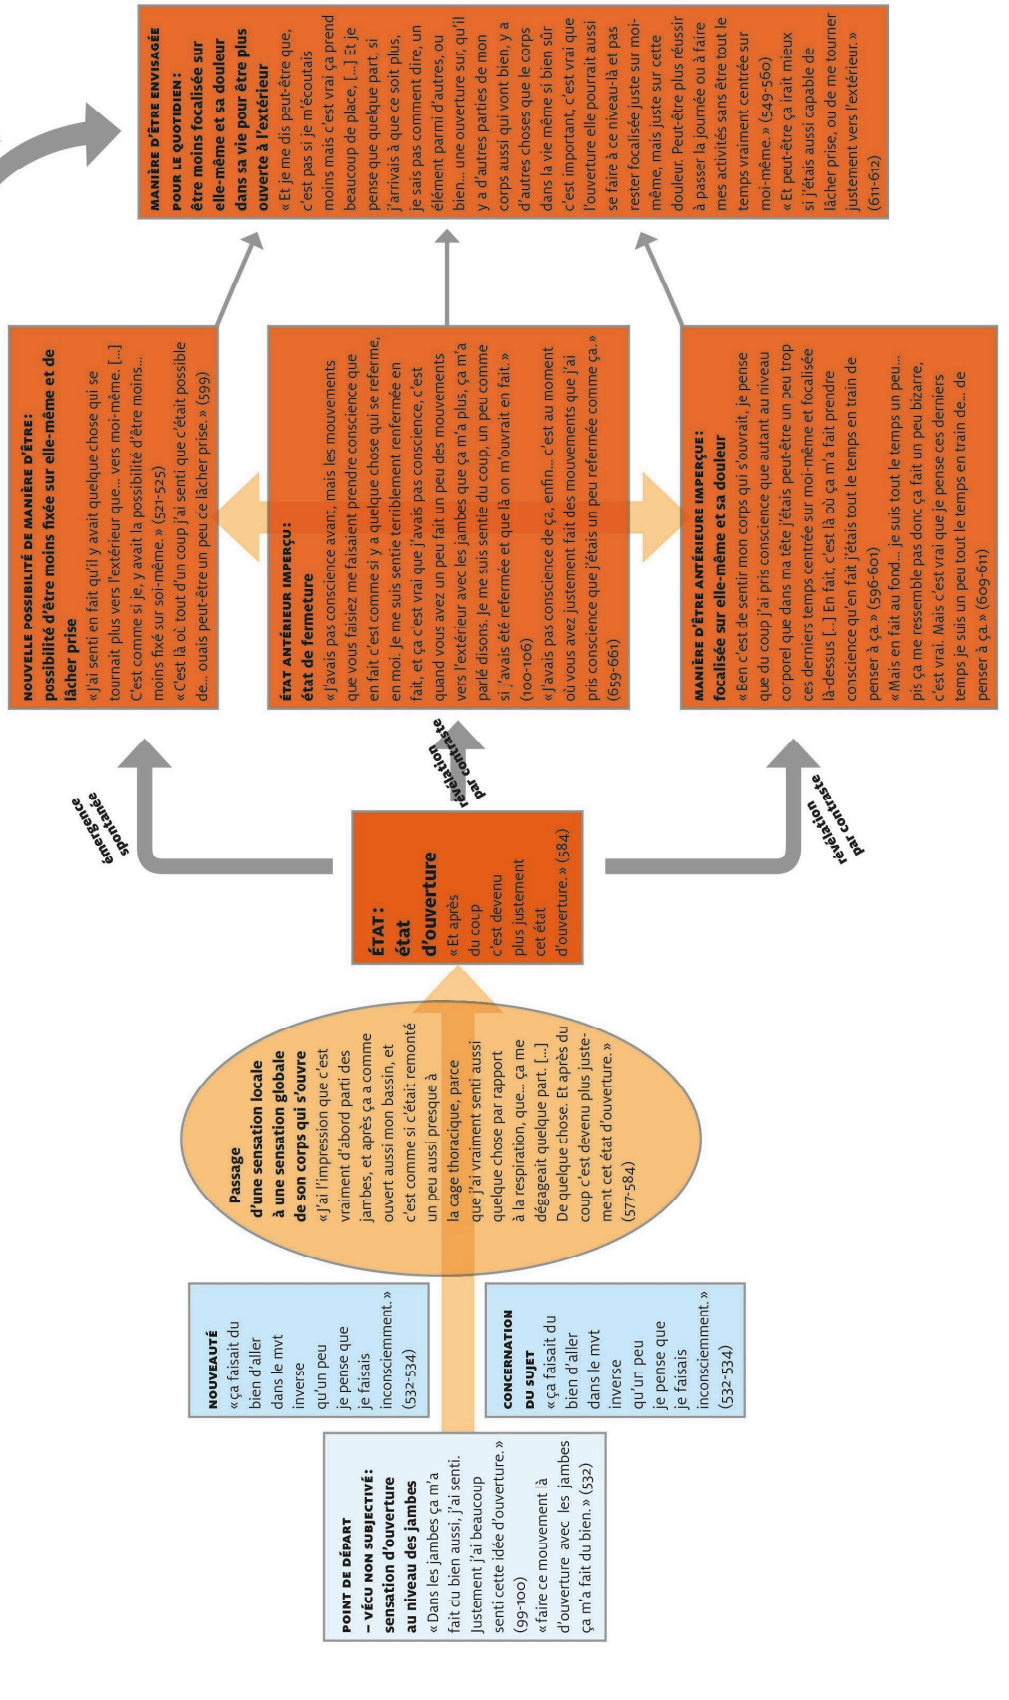 POINT DE DÉPART
– VÉCU NON SUBJECTIVÉ :
sensation d'ouverture
au niveau des jambes
« Dans les jambes ça m'a
fait du bien aussi, j'ai senti.
Justement j'ai beaucoup
senti cette idée d'ouverture. »
(99-100)
« faire ce mouvement là
d'ouverture avec les jambes
ça m'a fait du bien. » (532)
NOUVEAUTÉ
« ça faisait du
bien d'aller
dans le mvt
inverse
qu'un peu
je pense que
je faisais
inconsciemment. »
(532-534)
CONCERNATION
DU SUJET
« ça faisait du
bien d'aller
dans le mvt
inverse
qu'un peu
je pense que
je faisais
inconsciemment. »
(532-534)
Passage
d'une sensation locale
à une sensation globale
de son corps qui s'ouvre
« J'ai l'impression que c'est
vraiment d'abord parti des
jambes, et après ça a comme
ouvert aussi mon bassin, et
c'est comme si c'était remonté
un peu aussi presque à
la cage thoracique, parce
que j'ai vraiment senti aussi
quelque chose par rapport
à la respiration, que... ça me
dégageait quelque part. [...]
De quelque chose. Et après du
coup c'est devenu plus juste-
ment cet état d'ouverture. »
(577-584)
ÉTAT :
état
d'ouverture
« Et après
du coup
c'est devenu
plus justement
cet état
d'ouverture. » (584)
émergence
spontanée
révélation
par contraste
révélation
par contraste
NOUVELLE POSSIBILITÉ DE MANIÈRE D'ÊTRE :
possibilité d'être moins fixée sur elle-même et de
lâcher prise
« J'ai senti en fait qu'il y avait quelque chose qui se
tournait plus vers l'extérieur que... vers moi-même. [...]
C'est comme si je, y avait la possibilité d'être moins...
moins fixé sur soi-même. » (521-525)
« C'est là où tout d'un coup j'ai senti que c'était possible
de... ouais peut-être un peu ce lâcher prise. » (599)
ÉTAT ANTÉRIEUR IMPERÇU :
état de fermeture
« J'avais pas conscience avant, mais les mouvements
que vous faisiez me faisaient prendre conscience que
en fait c'est comme si y a quelque chose qui se referme,
en moi. Je me suis sentie terriblement renfermée en
fait, et ça c'est vrai que j'avais pas conscience, c'est
quand vous avez un peu fait un peu des mouvements
vers l'extérieur avec les jambes que ça m'a plus, ça m'a
parlé disons. Je me suis sentie du coup, un peu comme
si j'avais été refermée et que là on m'ouvrait en fait. »
(100-106)
« J'avais pas conscience de ça, enfin... c'est au moment
où vous avez justement fait des mouvements que j'ai
pris conscience que j'étais un peu refermée comme ça. »
(659-661)
MANIÈRE D'ÊTRE ANTÉRIEURE IMPERÇUE :
focalisée sur elle-même et sa douleur
« Ben c'est de sentir mon corps qui s'ouvrait, je pense
que du coup j'ai pris conscience que autant au niveau
corporel que dans ma tête j'étais peut-être un peu trop
ces derniers temps centrée sur moi-même et focalisée
là-dessus [...] En fait, c'est là où ça m'a fait prendre
conscience qu'en fait j'étais tout le temps en train de
penser à ça. » (596-601)
« Mais en fait au fond... je suis tout le temps un peu...
pis ça me ressemble pas donc ça fait un peu bizarre,
c'est vrai. Mais c'est vrai que je pense ces derniers
temps je suis un peu tout le temps en train de... de
penser à ça. » (609-611)
MANIÈRE D'ÊTRE ENVISAGÉE
POUR LE QUOTIDIEN :
être moins focalisée sur
elle-même et sa douleur
dans sa vie pour être plus
ouverte à l'extérieur
« Et je me dis peut-être que,
c'est pas si je m'écoutais
moins mais c'est vrai ça prend
beaucoup de place, [...] Et je
pense que quelque part, si
j'arrivais à que ce soit plus,
je sais pas comment dire, un
élément parmi d'autres, ou
bien... une ouverture sur, qu'il
y a d'autres parties de mon
corps aussi qui vont bien, y a
d'autres choses que le corps
dans la vie même si bien sûr
c'est important, c'est vrai que
l'ouverture elle pourrait aussi
se faire à ce niveau-là et pas
rester focalisée juste sur moi-
même, mais juste sur cette
douleur. Peut-être plus réussir
à passer la journée ou à faire
mes activités sans être tout le
temps vraiment centrée sur
moi-même. » (549-560)
« Et peut-être ça irait mieux
si j'étais aussi capable de
lâcher prise, ou de me tourner
justement vers l'extérieur. »
(611-612)